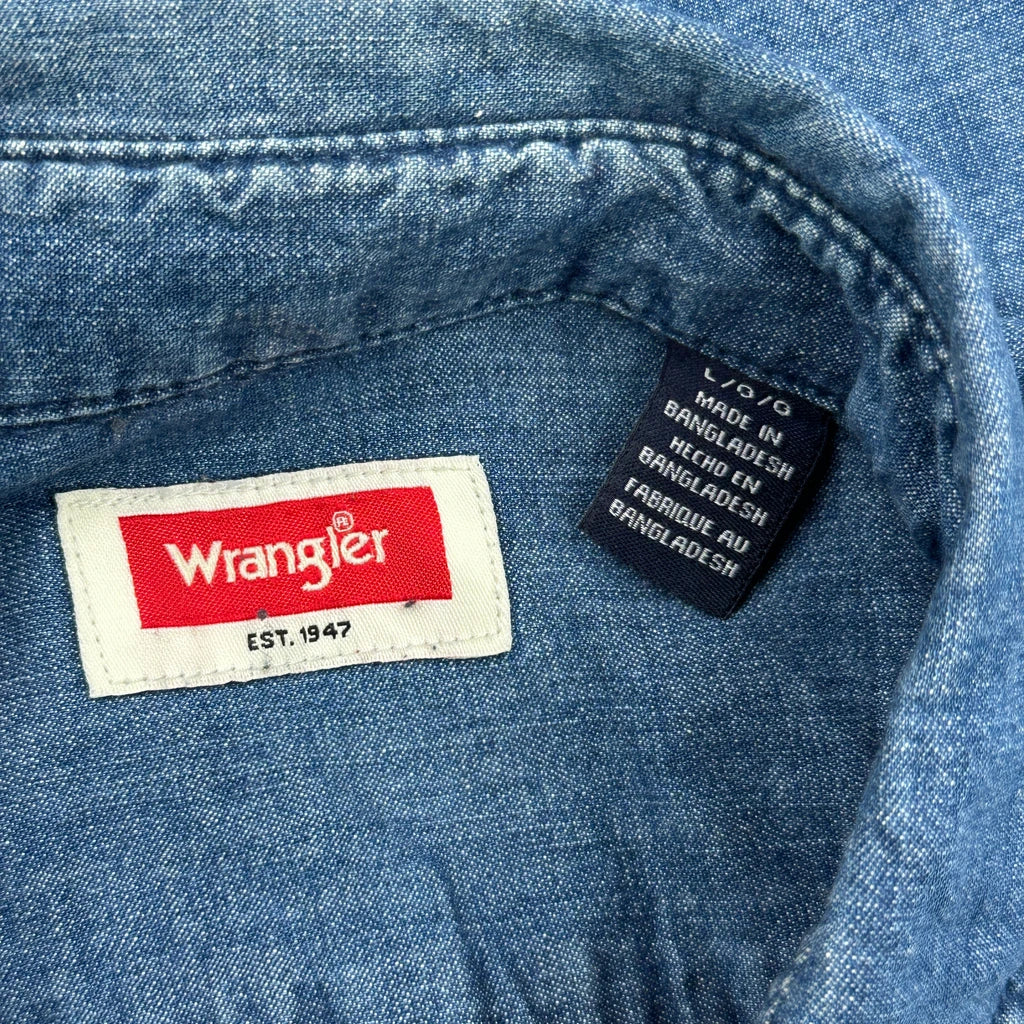 Wrangler
EST. 1947
L/G/G
MADE IN
BANGLADESH
HECHO EN
BANGLADESH
FABRIQUE AU
BANGLADESH